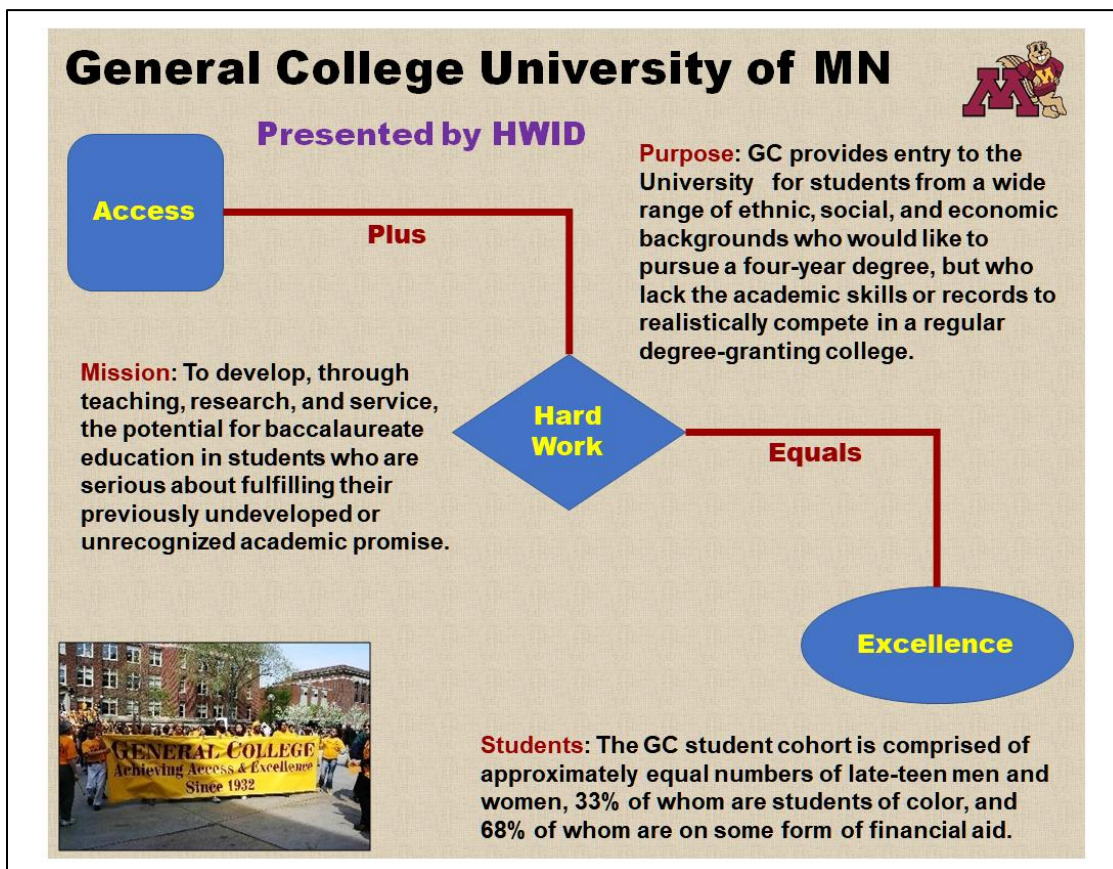 General College University of MN
Presented by HWID
Access
Plus
Purpose: GC provides entry to the
University for students from a wide
range of ethnic, social, and economic
backgrounds who would like to
pursue a four-year degree, but who
lack the academic skills or records to
realistically compete in a regular
degree-granting college.
Mission: To develop, through
teaching, research, and service,
the potential for baccalaureate
education in students who are
serious about fulfilling their
previously undeveloped or
unrecognized academic promise.
Hard
Work
Equals
Excellence
GENERAL COLLEGE
Achieving Access & Excellence
Since 1932
Students: The GC student cohort is comprised of
approximately equal numbers of late-teen men and
women, 33% of whom are students of color, and
68% of whom are on some form of financial aid.
M